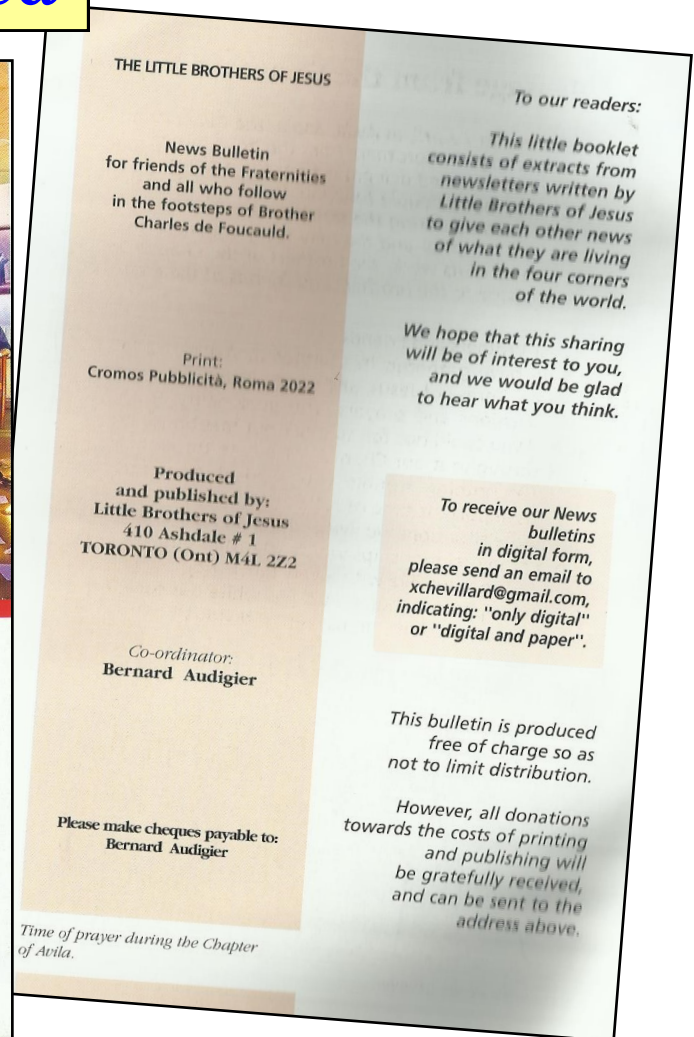 THE LITTLE BROTHERS OF JESUS
News Bulletin
for friends of the Fraternities
and all who follow
in the footsteps of Brother
Charles de Foucauld.
Print:
Cromos Pubblicità, Roma 2022
Produced
and published by:
Little Brothers of Jesus
410 Ashdale # 1
TORONTO (Ont) M4L 2Z2
Co-ordinator:
Bernard Audigier
Please make cheques payable to:
Bernard Audigier
Time of prayer during the Chapter
of Avila.
To our readers:
This little booklet
consists of extracts from
newsletters written by
Little Brothers of Jesus
to give each other news
of what they are living
in the four corners
of the world.
We hope that this sharing
will be of interest to you,
and we would be glad
to hear what you think.
To receive our News
bulletins
in digital form,
please send an email to
xchevillard@gmail.com,
indicating: "only digital"
or "digital and paper".
This bulletin is produced
free of charge so as
not to limit distribution.
However, all donations
towards the costs of printing
and publishing will
be gratefully received,
and can be sent to the
address above.